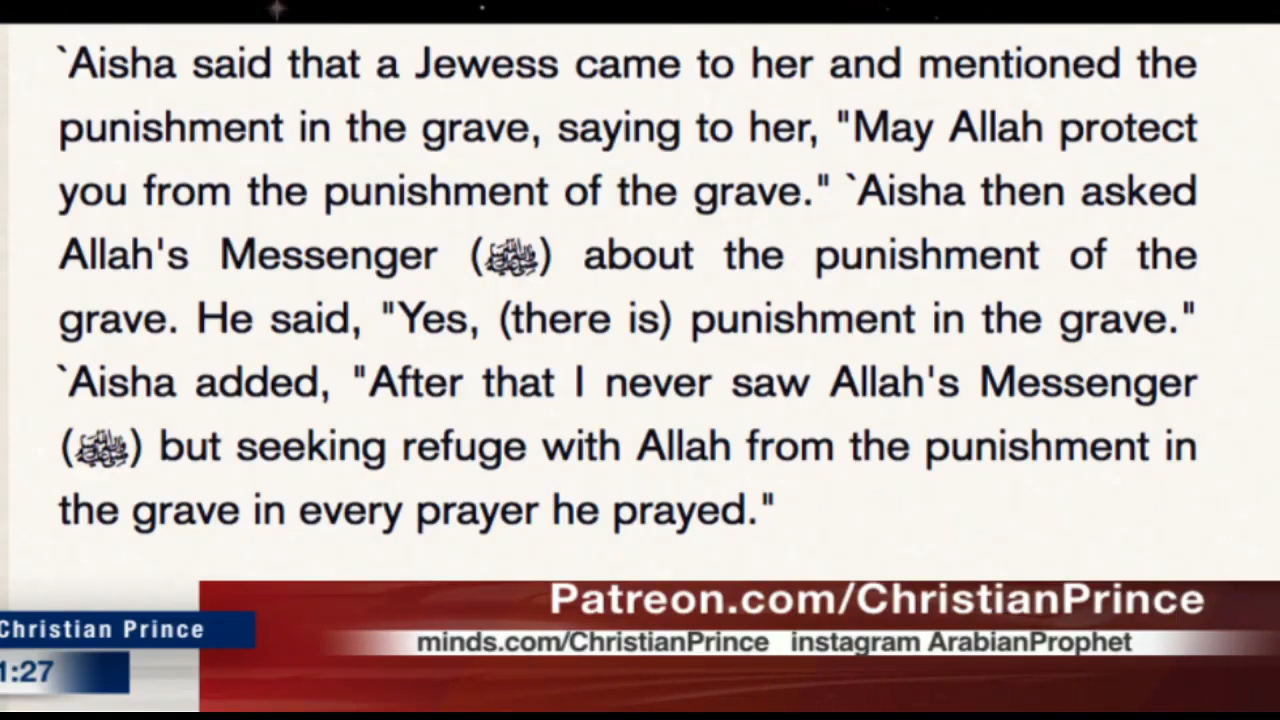 `Aisha said that a Jewess came to her and mentioned the
punishment in the grave, saying to her, "May Allah protect
you from the punishment of the grave." `Aisha then asked
Allah's Messenger (ﷺ) about the punishment of the
grave. He said, "Yes, (there is) punishment in the grave."
`Aisha added, "After that I never saw Allah's Messenger
(ﷺ) but seeking refuge with Allah from the punishment in
the grave in every prayer he prayed."
Patreon.com/ChristianPrince
Christian Prince
minds.com/ChristianPrince instagram ArabianProphet
1:27